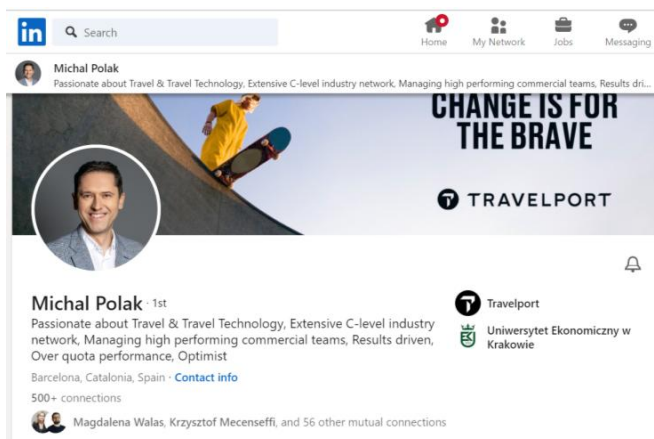 in
Search
Home
My Network
Jobs
Messaging
Michal Polak
Passionate about Travel & Travel Technology, Extensive C-level industry network, Managing high performing commercial teams, Results dri...
CHANGE IS FOR
THE BRAVE
TRAVELPORT
Michal Polak · 1st
Passionate about Travel & Travel Technology, Extensive C-level industry
network, Managing high performing commercial teams, Results driven,
Over quota performance, Optimist
Barcelona, Catalonia, Spain · Contact info
500+ connections
Magdalena Walas, Krzysztof Mecenseffi, and 56 other mutual connections
Travelport
Uniwersytet Ekonomiczny w
Krakowie